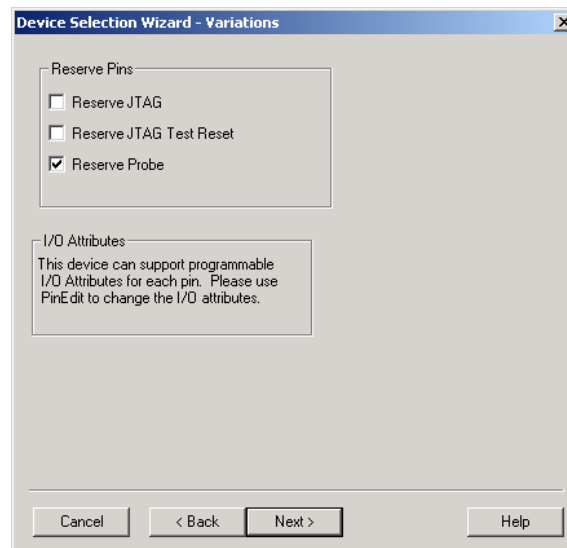 Device Selection Wizard - Variations
Reserve Pins
Reserve JTAG
Reserve JTAG Test Reset
Reserve Probe
I/O Attributes
This device can support programmable
I/O Attributes for each pin. Please use
PinEdit to change the I/O attributes.
Cancel
< Back
Next >
Help